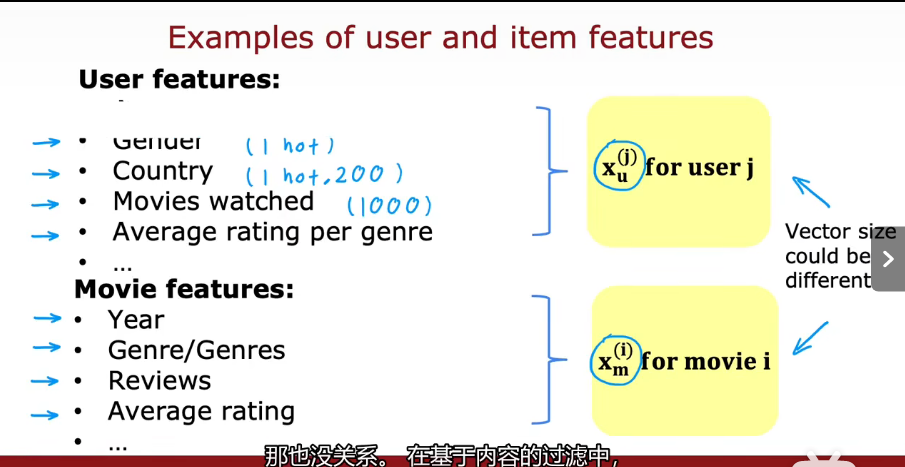 Examples of user and item features
User features:
• Gender (1 hot)
• Country (1 hot, 200)
• Movies watched (1000)
• Average rating per genre
• ...
x_u^(j) for user j
Vector size
could be
different
Movie features:
• Year
• Genre/Genres
• Reviews
• Average rating
• ...
x_m^(i) for movie i
那也没关系。 在基于内容的过滤中，